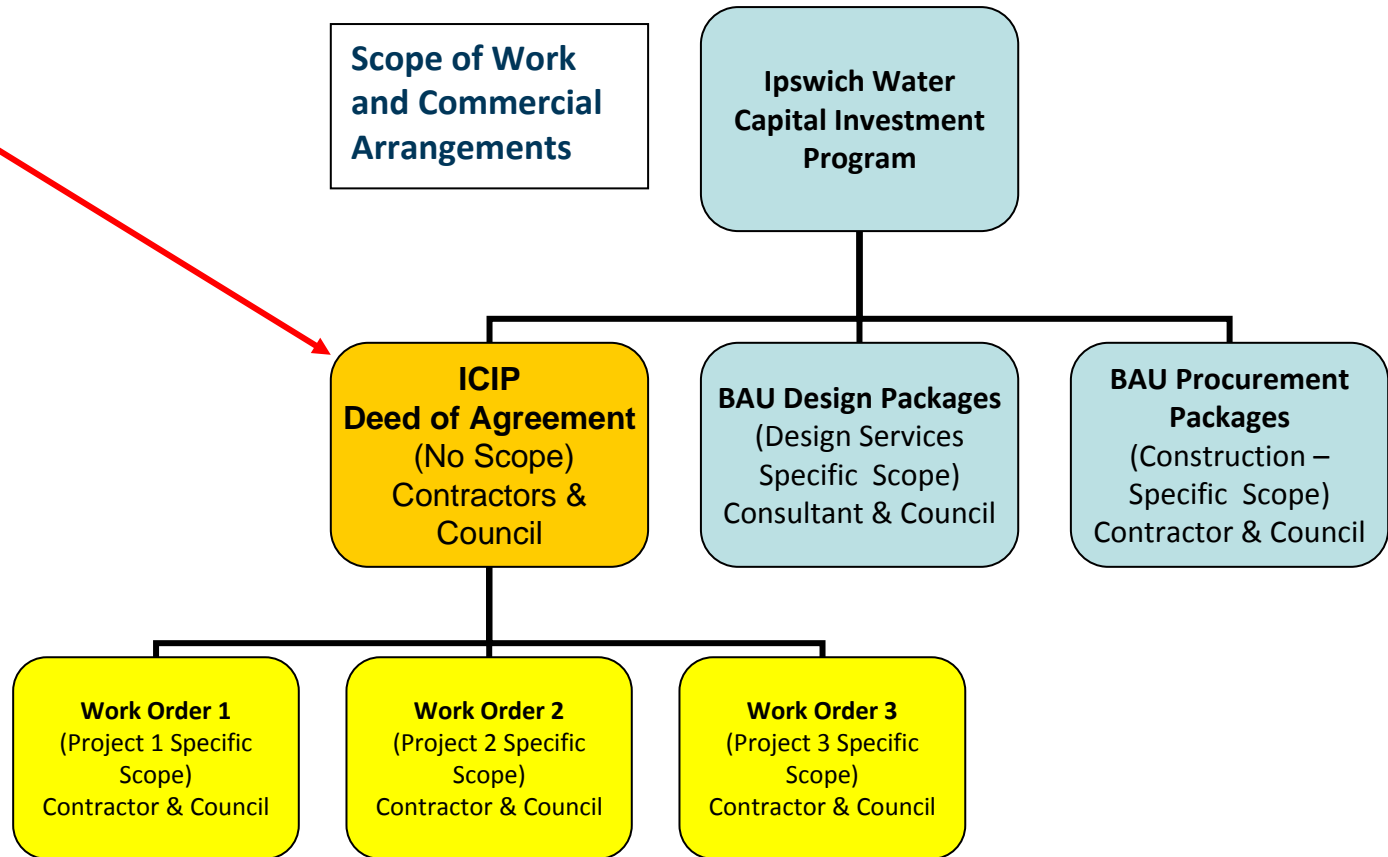 Scope of Work
and Commercial
Arrangements
Ipswich Water
Capital Investment
Program
ICIP
Deed of Agreement
(No Scope)
Contractors &
Council
BAU Design Packages
(Design Services
Specific Scope)
Consultant & Council
BAU Procurement
Packages
(Construction –
Specific Scope)
Contractor & Council
Work Order 1
(Project 1 Specific
Scope)
Contractor & Council
Work Order 2
(Project 2 Specific
Scope)
Contractor & Council
Work Order 3
(Project 3 Specific
Scope)
Contractor & Council